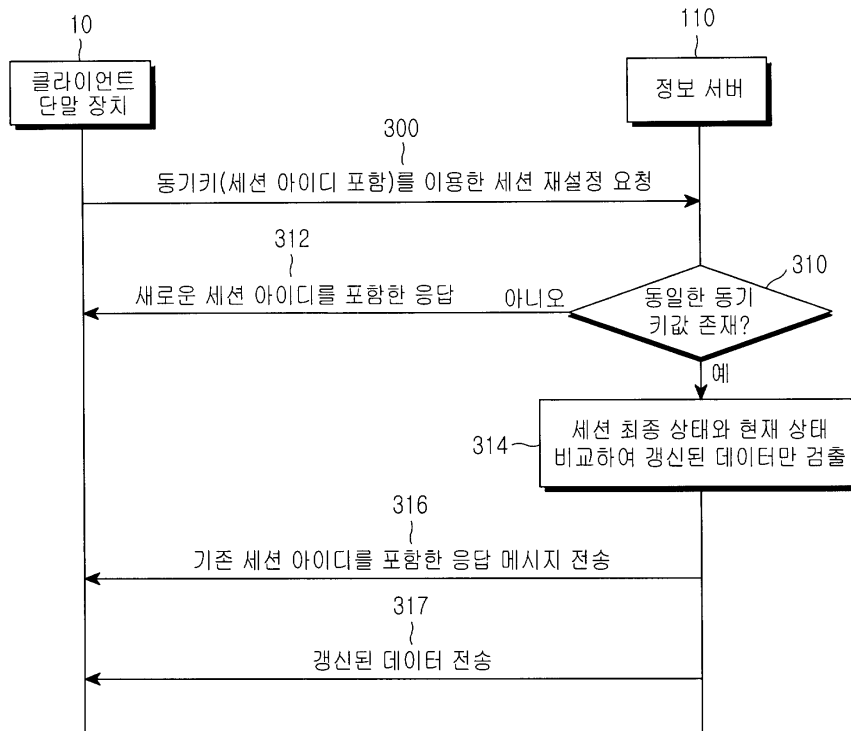 10
클라이언트
단말 장치
110
정보 서버
300
동기키(세션 아이디 포함)를 이용한 세션 재설정 요청
312
새로운 세션 아이디를 포함한 응답
아니오
310
동일한 동기
키값 존재?
예
314
세션 최종 상태와 현재 상태
비교하여 갱신된 데이터만 검출
316
기존 세션 아이디를 포함한 응답 메시지 전송
317
갱신된 데이터 전송